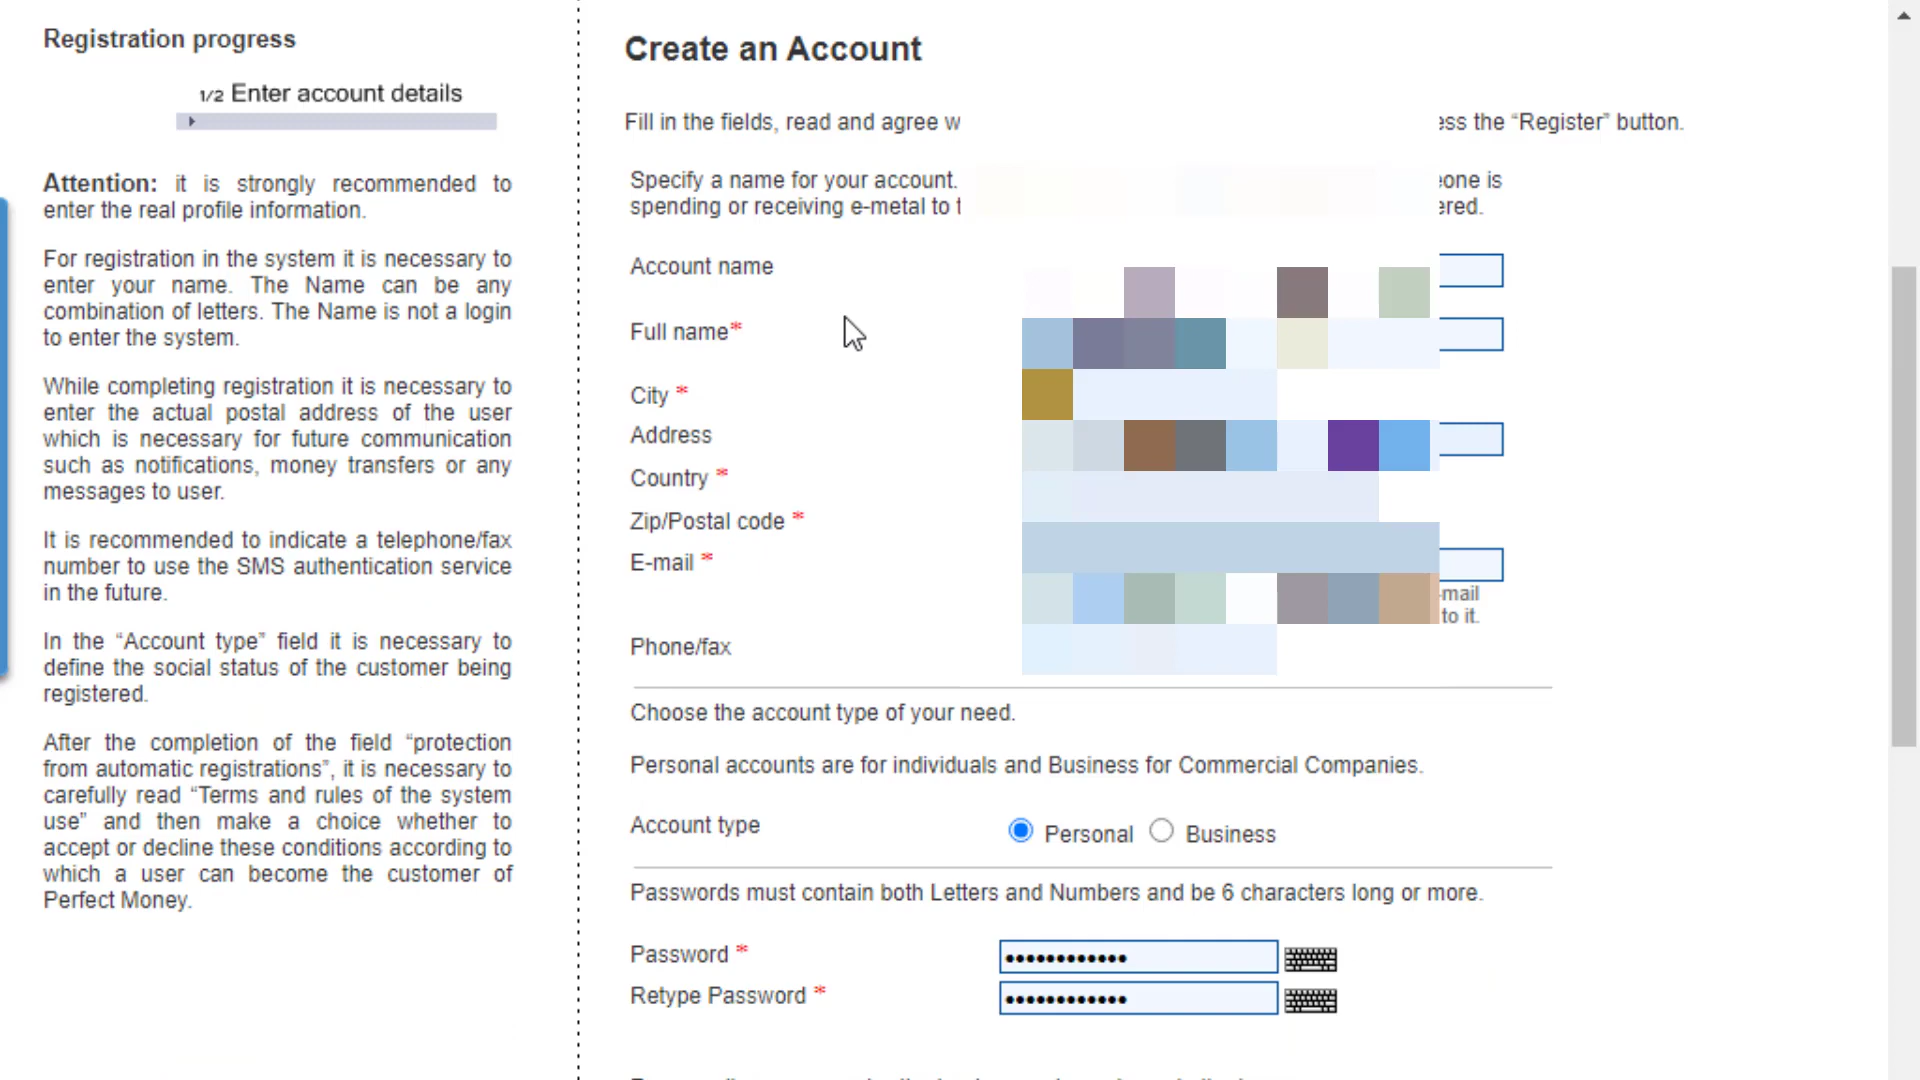 Registration progress
1/2 Enter account details
Attention: it is strongly recommended to
enter the real profile information.
For registration in the system it is necessary to
enter your name. The Name can be any
combination of letters. The Name is not a login
to enter the system.
While completing registration it is necessary to
enter the actual postal address of the user
which is necessary for future communication
such as notifications, money transfers or any
messages to user.
It is recommended to indicate a telephone/fax
number to use the SMS authentication service
in the future.
In the “Account type” field it is necessary to
define the social status of the customer being
registered.
After the completion of the field “protection
from automatic registrations”, it is necessary to
carefully read “Terms and rules of the system
use” and then make a choice whether to
accept or decline these conditions according to
which a user can become the customer of
Perfect Money.
Create an Account
Fill in the fields, read and agree w
ess the “Register” button.
Specify a name for your account.
eone is
spending or receiving e-metal to t
ered.
Account name
Full name*
City *
Address
Country *
Zip/Postal code *
E-mail *
-mail
to it.
Phone/fax
Choose the account type of your need.
Personal accounts are for individuals and Business for Commercial Companies.
Account type
Personal
Business
Passwords must contain both Letters and Numbers and be 6 characters long or more.
Password *
Retype Password *